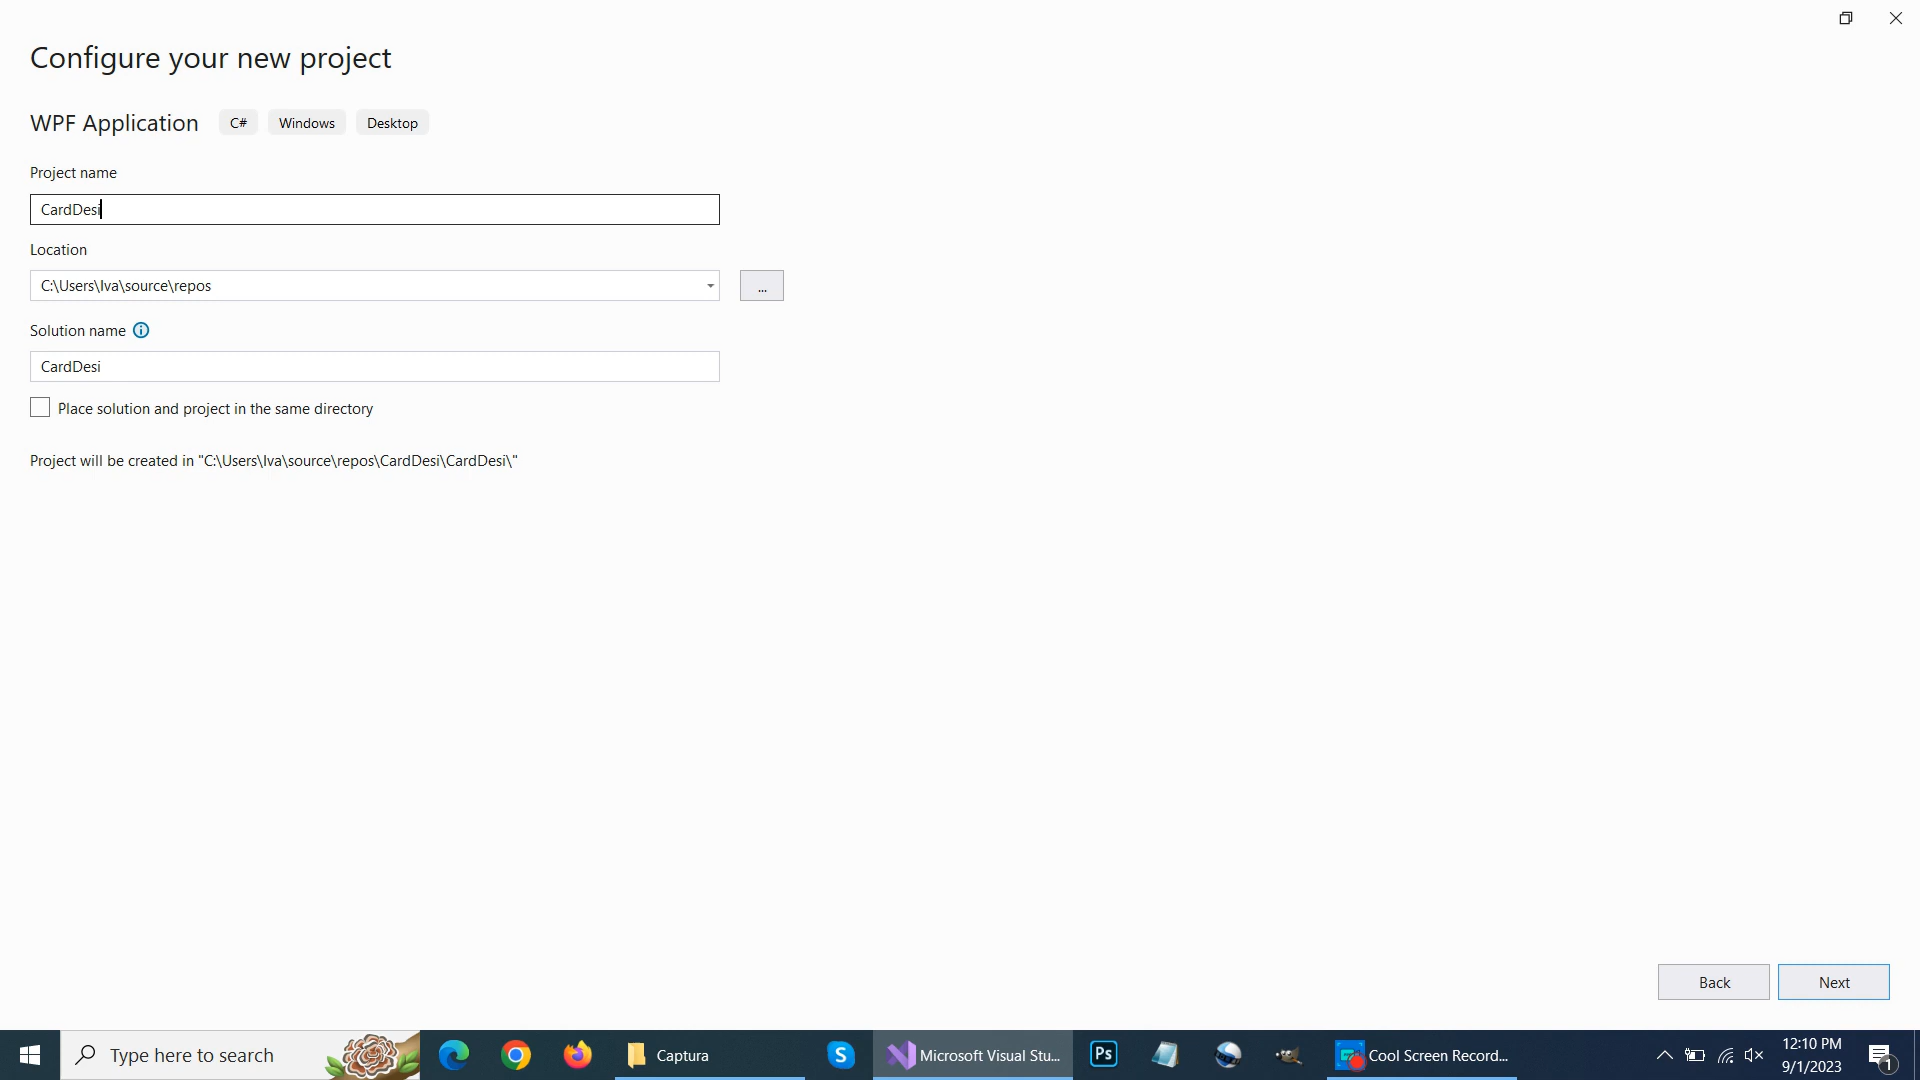 Configure your new project
WPF Application C# Windows Desktop
Project name
CardDesi
Location
C:\Users\Iva\source\repos
...
Solution name
CardDesi
Place solution and project in the same directory
Project will be created in "C:\Users\Iva\source\repos\CardDesi\CardDesi\"
Back Next
Type here to search
Captura
S
Microsoft Visual Stu...
Ps
Cool Screen Record...
12:10 PM
9/1/2023
1